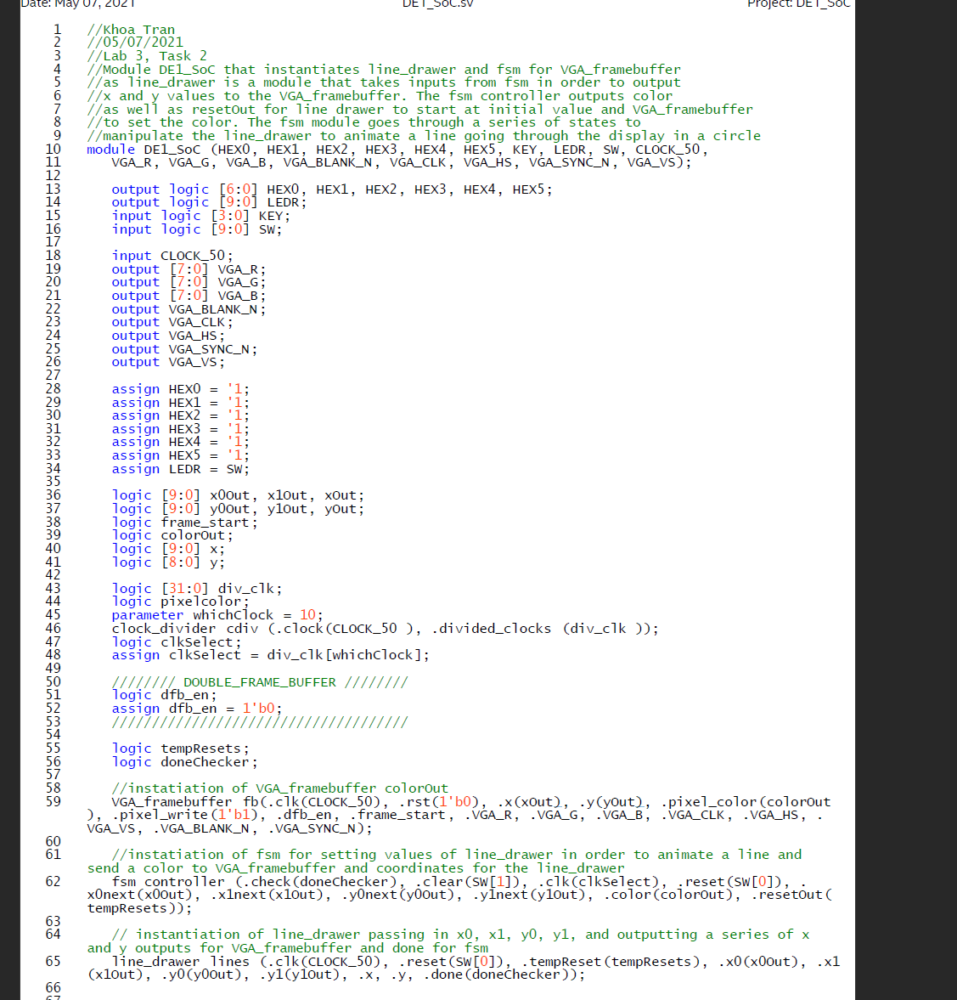 Date: May 07, 2021 DE1_SoC.sv Project: DE1_SoC
1 //Khoa Tran
2 //05/07/2021
3 //Lab 3, Task 2
4 //Module DE1_SoC that instantiates line_drawer and fsm for VGA_framebuffer
5 //as line_drawer is a module that takes inputs from fsm in order to output
6 //x and y values to the VGA_framebuffer. The fsm controller outputs color
7 //as well as resetOut for line drawer to start at initial value and VGA_framebuffer
8 //to set the color. The fsm module goes through a series of states to
9 //manipulate the line_drawer to animate a line going through the display in a circle
10 module DE1_SoC (HEX0, HEX1, HEX2, HEX3, HEX4, HEX5, KEY, LEDR, SW, CLOCK_50,
11 VGA_R, VGA_G, VGA_B, VGA_BLANK_N, VGA_CLK, VGA_HS, VGA_SYNC_N, VGA_VS);
12
13 output logic [6:0] HEX0, HEX1, HEX2, HEX3, HEX4, HEX5;
14 output logic [9:0] LEDR;
15 input logic [3:0] KEY;
16 input logic [9:0] SW;
17
18 input CLOCK_50;
19 output [7:0] VGA_R;
20 output [7:0] VGA_G;
21 output [7:0] VGA_B;
22 output VGA_BLANK_N;
23 output VGA_CLK;
24 output VGA_HS;
25 output VGA_SYNC_N;
26 output VGA_VS;
27
28 assign HEX0 = '1;
29 assign HEX1 = '1;
30 assign HEX2 = '1;
31 assign HEX3 = '1;
32 assign HEX4 = '1;
33 assign HEX5 = '1;
34 assign LEDR = SW;
35
36 logic [9:0] x0Out, x1Out, xOut;
37 logic [9:0] y0Out, y1Out, yOut;
38 logic frame_start;
39 logic colorOut;
40 logic [9:0] x;
41 logic [8:0] y;
42
43 logic [31:0] div_clk;
44 logic pixelcolor;
45 parameter whichClock = 10;
46 clock_divider cdiv (.clock(CLOCK_50 ), .divided_clocks (div_clk ));
47 logic clkSelect;
48 assign clkSelect = div_clk[whichClock];
49
50 //////// DOUBLE_FRAME_BUFFER ////////
51 logic dfb_en;
52 assign dfb_en = 1'b0;
53 /////////////////////////////////////
54
55 logic tempResets;
56 logic doneChecker;
57
58 //instatiation of VGA_framebuffer colorOut
59 VGA_framebuffer fb(.clk(CLOCK_50), .rst(1'b0), .x(xOut), .y(yOut), .pixel_color(colorOut
), .pixel_write(1'b1), .dfb_en, .frame_start, .VGA_R, .VGA_G, .VGA_B, .VGA_CLK, .VGA_HS, .
VGA_VS, .VGA_BLANK_N, .VGA_SYNC_N);
60
61 //instatiation of fsm for setting values of line_drawer in order to animate a line and
send a color to VGA_framebuffer and coordinates for the line_drawer
62 fsm controller (.check(doneChecker), .clear(SW[1]), .clk(clkSelect), .reset(SW[0]), .
x0next(x0Out), .x1next(x1Out), .y0next(y0Out), .y1next(y1Out), .color(colorOut), .resetOut(
tempResets));
63
64 // instantiation of line_drawer passing in x0, x1, y0, y1, and outputting a series of x
and y outputs for VGA_framebuffer and done for fsm
65 line_drawer lines (.clk(CLOCK_50), .reset(SW[0]), .tempReset(tempResets), .x0(x0Out), .x1
(x1Out), .y0(y0Out), .y1(y1Out), .x, .y, .done(doneChecker));
66
67